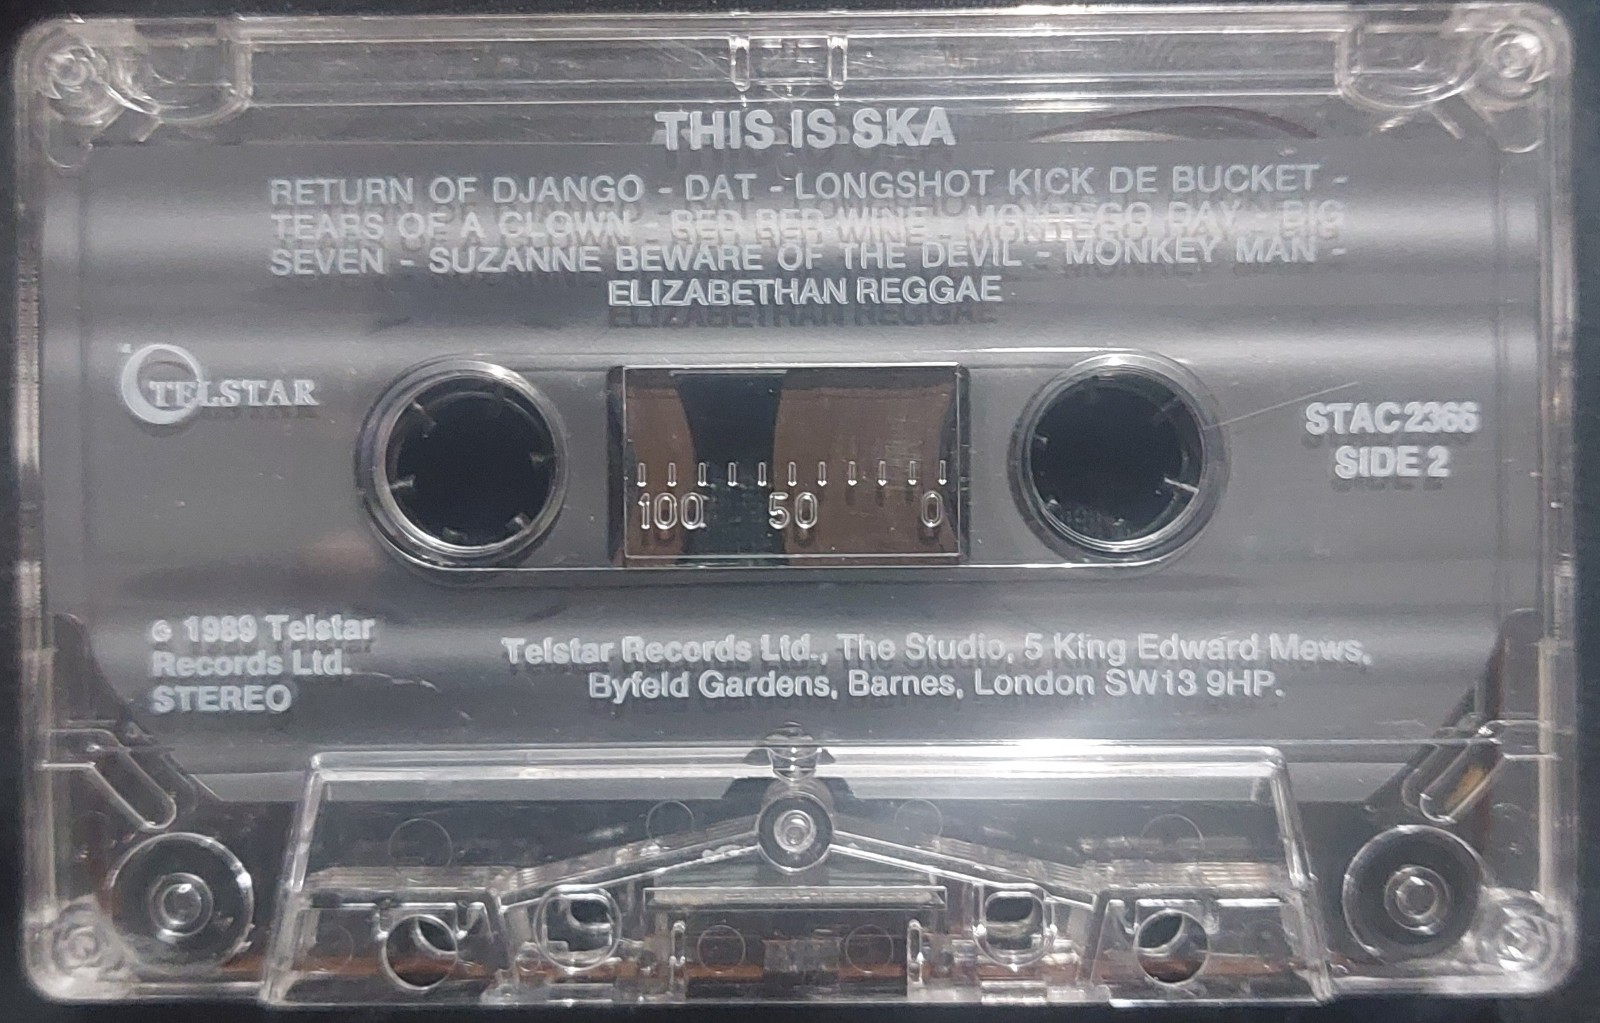 THIS IS SKA
RETURN OF DJANGO - DAT - LONGSHOT KICK DE BUCKET -
TEARS OF A CLOWN - RED RED WINE - MONTEGO BAY - BIG
SEVEN - SUZANNE BEWARE OF THE DEVIL - MONKEY MAN -
ELIZABETHAN REGGAE
TELSTAR
STAC 2366
SIDE 2
100 50 0
℗ 1989 Telstar
Records Ltd.
STEREO
Telstar Records Ltd., The Studio, 5 King Edward Mews,
Byfeld Gardens, Barnes, London SW13 9HP.